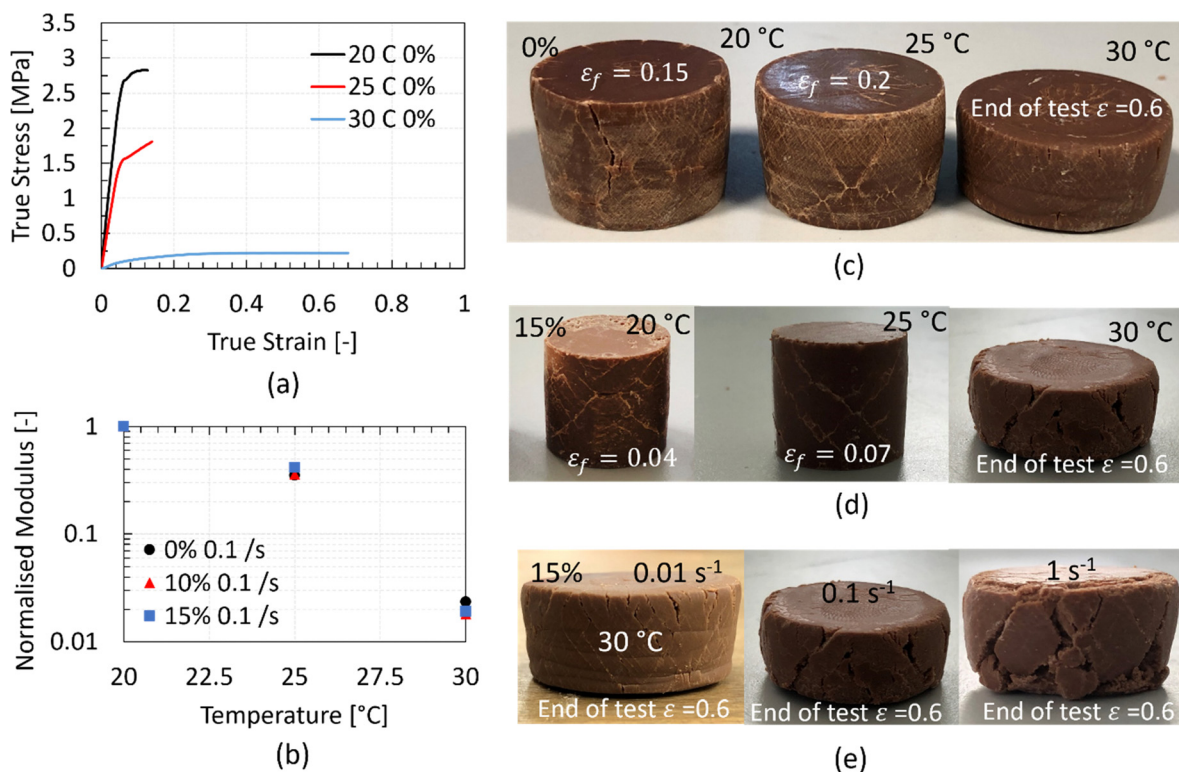 3.5
3
2.5
2
1.5
1
0.5
0
True Stress [MPa]
20 C 0%
25 C 0%
30 C 0%
0
0.2
0.4
0.6
0.8
1
True Strain [-]
(a)
1
0.1
0.01
Normalised Modulus [-]
0% 0.1 /s
10% 0.1 /s
15% 0.1 /s
20
22.5
25
27.5
30
Temperature [°C]
(b)
0%
20 °C
25 °C
30 °C
εf = 0.15
εf = 0.2
End of test ε =0.6
(c)
15%
20 °C
25 °C
30 °C
εf = 0.04
εf = 0.07
End of test ε =0.6
(d)
15%
0.01 s⁻¹
0.1 s⁻¹
1 s⁻¹
30 °C
End of test ε =0.6
End of test ε =0.6
End of test ε =0.6
(e)